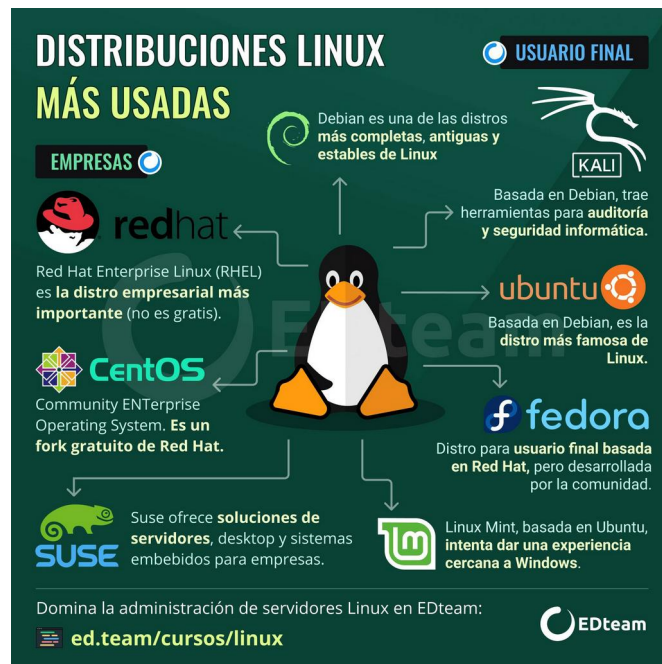 DISTRIBUCIONES LINUX
MÁS USADAS
USUARIO FINAL
EMPRESAS
Debian es una de las distros
más completas, antiguas y
estables de Linux
KALI
Basada en Debian, trae
herramientas para auditoría
y seguridad informática.
redhat
Red Hat Enterprise Linux (RHEL)
es la distro empresarial más
importante (no es gratis).
ubuntu
Basada en Debian, es la
distro más famosa de
Linux.
CentOS
Community ENTerprise
Operating System. Es un
fork gratuito de Red Hat.
fedora
Distro para usuario final basada
en Red Hat, pero desarrollada
por la comunidad.
SUSE
Suse ofrece soluciones de
servidores, desktop y sistemas
embebidos para empresas.
Linux Mint, basada en Ubuntu,
intenta dar una experiencia
cercana a Windows.
EDteam
Domina la administración de servidores Linux en EDteam:
ed.team/cursos/linux
EDteam